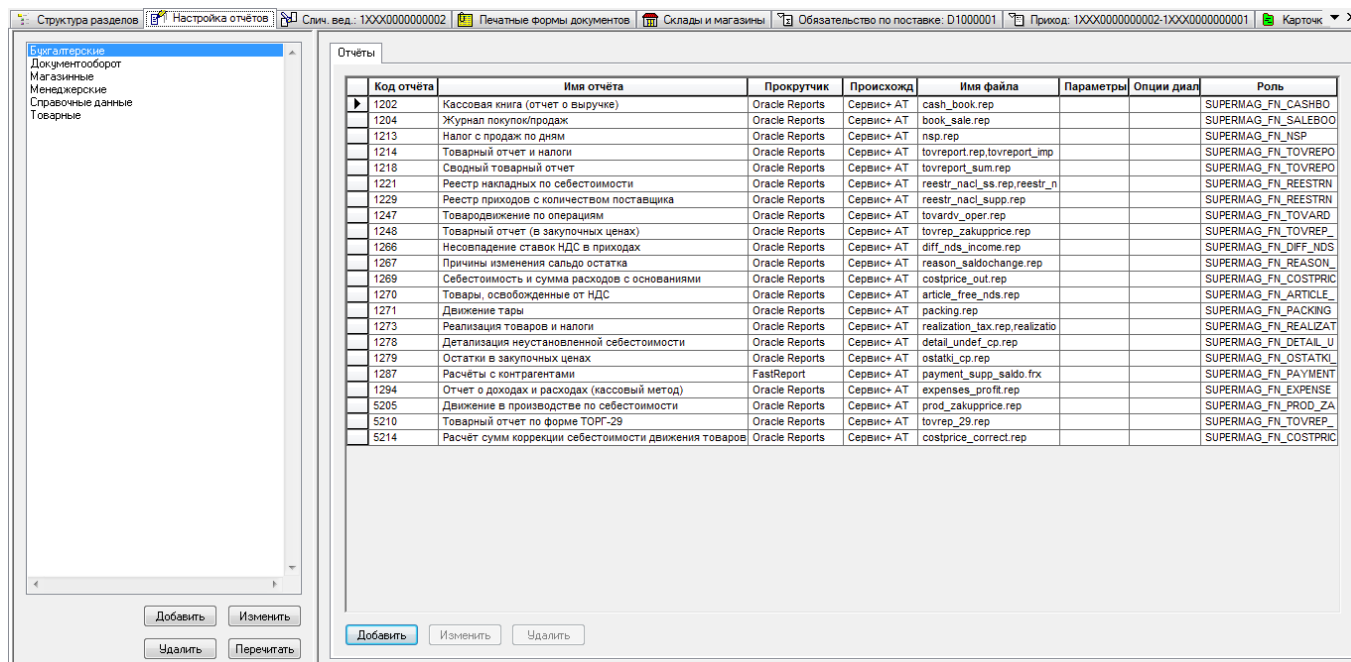 Структура разделов Настройка отчётов Слич. вед.: 1XXX0000000002 Печатные формы документов Склады и магазины Обязательство по поставке: D1000001 Приход: 1XXX0000000002-1XXX0000000001 Карточк
Бухгалтерские
Документооборот
Магазинные
Менеджерские
Справочные данные
Товарные
Добавить Изменить
Удалить Перечитать
Отчёты
Код отчёта Имя отчёта Прокрутчик Происхожд Имя файла Параметры Опции диал Роль
1202 Кассовая книга (отчет о выручке) Oracle Reports Сервис+ АТ cash_book.rep SUPERMAG_FN_CASHBO
1204 Журнал покупок/продаж Oracle Reports Сервис+ АТ book_sale.rep SUPERMAG_FN_SALEBOO
1213 Налог с продаж по дням Oracle Reports Сервис+ АТ nsp.rep SUPERMAG_FN_NSP
1214 Товарный отчет и налоги Oracle Reports Сервис+ АТ tovreport.rep,tovreport_imp SUPERMAG_FN_TOVREPO
1218 Сводный товарный отчет Oracle Reports Сервис+ АТ tovreport_sum.rep SUPERMAG_FN_TOVREPO
1221 Реестр накладных по себестоимости Oracle Reports Сервис+ АТ reestr_nacl_ss.rep,reestr_n SUPERMAG_FN_REESTRN
1229 Реестр приходов с количеством поставщика Oracle Reports Сервис+ АТ reestr_nacl_supp.rep SUPERMAG_FN_REESTRN
1247 Товародвижение по операциям Oracle Reports Сервис+ АТ tovardv_oper.rep SUPERMAG_FN_TOVARD
1248 Товарный отчет (в закупочных ценах) Oracle Reports Сервис+ АТ tovrep_zakupprice.rep SUPERMAG_FN_TOVREP_
1266 Несовпадение ставок НДС в приходах Oracle Reports Сервис+ АТ diff_nds_income.rep SUPERMAG_FN_DIFF_NDS
1267 Причины изменения сальдо остатка Oracle Reports Сервис+ АТ reason_saldochange.rep SUPERMAG_FN_REASON_
1269 Себестоимость и сумма расходов с основаниями Oracle Reports Сервис+ АТ costprice_out.rep SUPERMAG_FN_COSTPRIC
1270 Товары, освобожденные от НДС Oracle Reports Сервис+ АТ article_free_nds.rep SUPERMAG_FN_ARTICLE_
1271 Движение тары Oracle Reports Сервис+ АТ packing.rep SUPERMAG_FN_PACKING
1273 Реализация товаров и налоги Oracle Reports Сервис+ АТ realization_tax.rep,realizatio SUPERMAG_FN_REALIZAT
1278 Детализация неустановленной себестоимости Oracle Reports Сервис+ АТ detail_undef_cp.rep SUPERMAG_FN_DETAIL_U
1279 Остатки в закупочных ценах Oracle Reports Сервис+ АТ ostatki_cp.rep SUPERMAG_FN_OSTATKI_
1287 Расчёты с контрагентами FastReport Сервис+ АТ payment_supp_saldo.frx SUPERMAG_FN_PAYMENT
1294 Отчет о доходах и расходах (кассовый метод) Oracle Reports Сервис+ АТ expenses_profit.rep SUPERMAG_FN_EXPENSE
5205 Движение в производстве по себестоимости Oracle Reports Сервис+ АТ prod_zakupprice.rep SUPERMAG_FN_PROD_ZA
5210 Товарный отчет по форме ТОРГ-29 Oracle Reports Сервис+ АТ tovrep_29.rep SUPERMAG_FN_TOVREP_
5214 Расчёт сумм коррекции себестоимости движения товаров Oracle Reports Сервис+ АТ costprice_correct.rep SUPERMAG_FN_COSTPRIC
Добавить Изменить Удалить